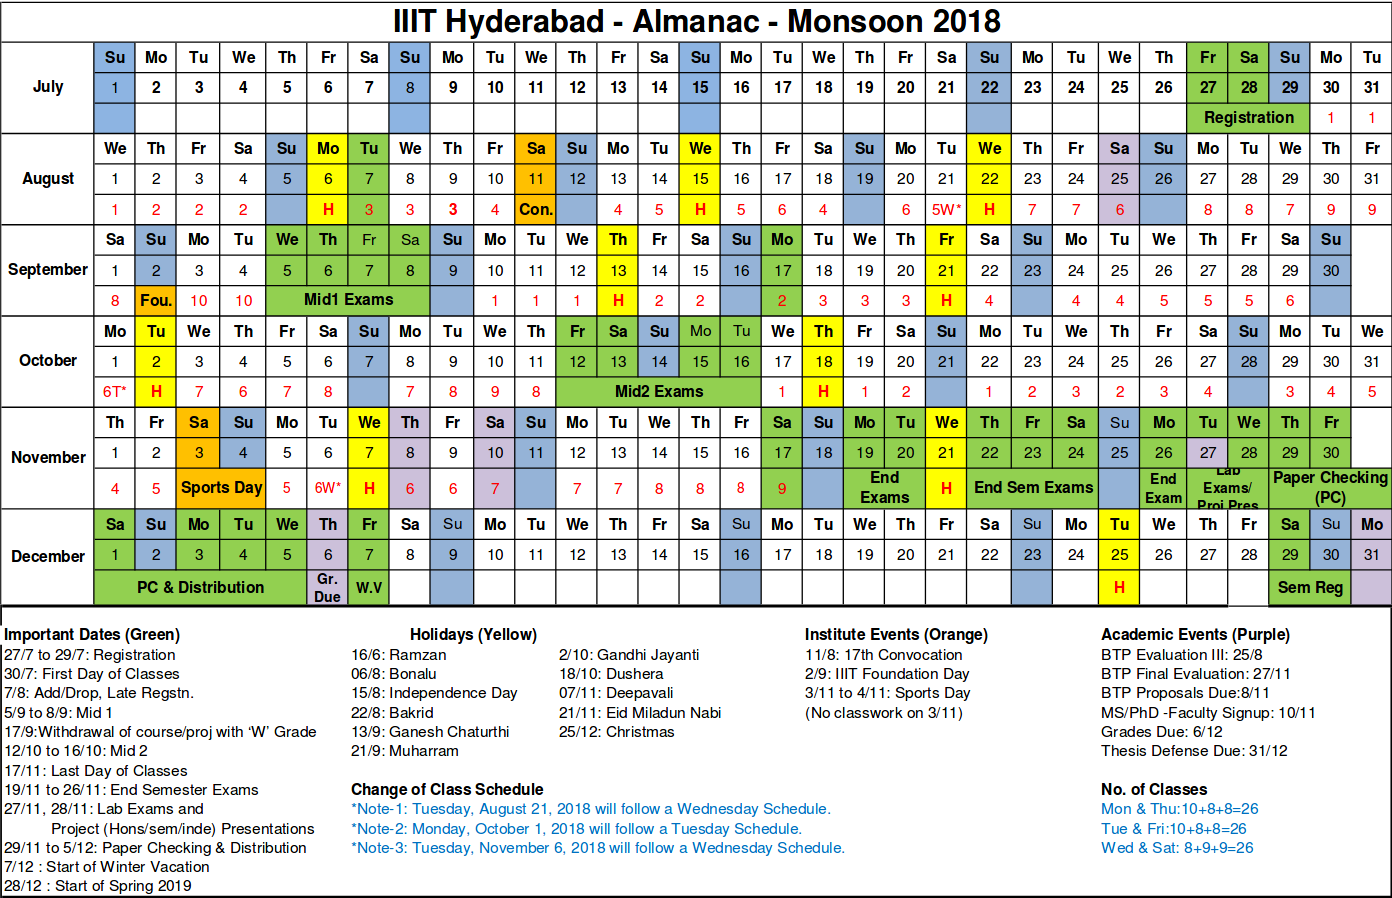 IIIT Hyderabad - Almanac - Monsoon 2018
Su Mo Tu We Th Fr Sa Su Mo Tu We Th Fr Sa Su Mo Tu We Th Fr Sa Su Mo Tu We Th Fr Sa Su Mo Tu
July 1 2 3 4 5 6 7 8 9 10 11 12 13 14 15 16 17 18 19 20 21 22 23 24 25 26 27 28 29 30 31
Registration 1 1
We Th Fr Sa Su Mo Tu We Th Fr Sa Su Mo Tu We Th Fr Sa Su Mo Tu We Th Fr Sa Su Mo Tu We Th Fr
August 1 2 3 4 5 6 7 8 9 10 11 12 13 14 15 16 17 18 19 20 21 22 23 24 25 26 27 28 29 30 31
1 2 2 2 H 3 3 3 4 Con. 4 5 H 5 6 4 6 5W* H 7 7 6 8 8 7 9 9
Sa Su Mo Tu We Th Fr Sa Su Mo Tu We Th Fr Sa Su Mo Tu We Th Fr Sa Su Mo Tu We Th Fr Sa Su
September 1 2 3 4 5 6 7 8 9 10 11 12 13 14 15 16 17 18 19 20 21 22 23 24 25 26 27 28 29 30
8 Fou. 10 10 Mid1 Exams 1 1 1 H 2 2 2 3 3 3 H 4 4 4 5 5 5 6
Mo Tu We Th Fr Sa Su Mo Tu We Th Fr Sa Su Mo Tu We Th Fr Sa Su Mo Tu We Th Fr Sa Su Mo Tu We
October 1 2 3 4 5 6 7 8 9 10 11 12 13 14 15 16 17 18 19 20 21 22 23 24 25 26 27 28 29 30 31
6T* H 7 6 7 8 7 8 9 8 Mid2 Exams 1 H 1 2 1 2 3 2 3 4 3 4 5
Th Fr Sa Su Mo Tu We Th Fr Sa Su Mo Tu We Th Fr Sa Su Mo Tu We Th Fr Sa Su Mo Tu We Th Fr
November 1 2 3 4 5 6 7 8 9 10 11 12 13 14 15 16 17 18 19 20 21 22 23 24 25 26 27 28 29 30
4 5 Sports Day 5 6W* H 6 6 7 7 7 8 8 8 9 End Exams H End Sem Exams End Exam Lab Exams/ Proj Pres Paper Checking (PC)
Sa Su Mo Tu We Th Fr Sa Su Mo Tu We Th Fr Sa Su Mo Tu We Th Fr Sa Su Mo Tu We Th Fr Sa Su Mo
December 1 2 3 4 5 6 7 8 9 10 11 12 13 14 15 16 17 18 19 20 21 22 23 24 25 26 27 28 29 30 31
PC & Distribution Gr. Due W.V H Sem Reg
Important Dates (Green)
27/7 to 29/7: Registration
30/7: First Day of Classes
7/8: Add/Drop, Late Regstn.
5/9 to 8/9: Mid 1
17/9:Withdrawal of course/proj with ‘W’ Grade
12/10 to 16/10: Mid 2
17/11: Last Day of Classes
19/11 to 26/11: End Semester Exams
27/11, 28/11: Lab Exams and
Project (Hons/sem/inde) Presentations
29/11 to 5/12: Paper Checking & Distribution
7/12 : Start of Winter Vacation
28/12 : Start of Spring 2019
Holidays (Yellow)
16/6: Ramzan
06/8: Bonalu
15/8: Independence Day
22/8: Bakrid
13/9: Ganesh Chaturthi
21/9: Muharram
2/10: Gandhi Jayanti
18/10: Dushera
07/11: Deepavali
21/11: Eid Miladun Nabi
25/12: Christmas
Change of Class Schedule
*Note-1: Tuesday, August 21, 2018 will follow a Wednesday Schedule.
*Note-2: Monday, October 1, 2018 will follow a Tuesday Schedule.
*Note-3: Tuesday, November 6, 2018 will follow a Wednesday Schedule.
Institute Events (Orange)
11/8: 17th Convocation
2/9: IIIT Foundation Day
3/11 to 4/11: Sports Day
(No classwork on 3/11)
Academic Events (Purple)
BTP Evaluation III: 25/8
BTP Final Evaluation: 27/11
BTP Proposals Due:8/11
MS/PhD -Faculty Signup: 10/11
Grades Due: 6/12
Thesis Defense Due: 31/12
No. of Classes
Mon & Thu:10+8+8=26
Tue & Fri:10+8+8=26
Wed & Sat: 8+9+9=26